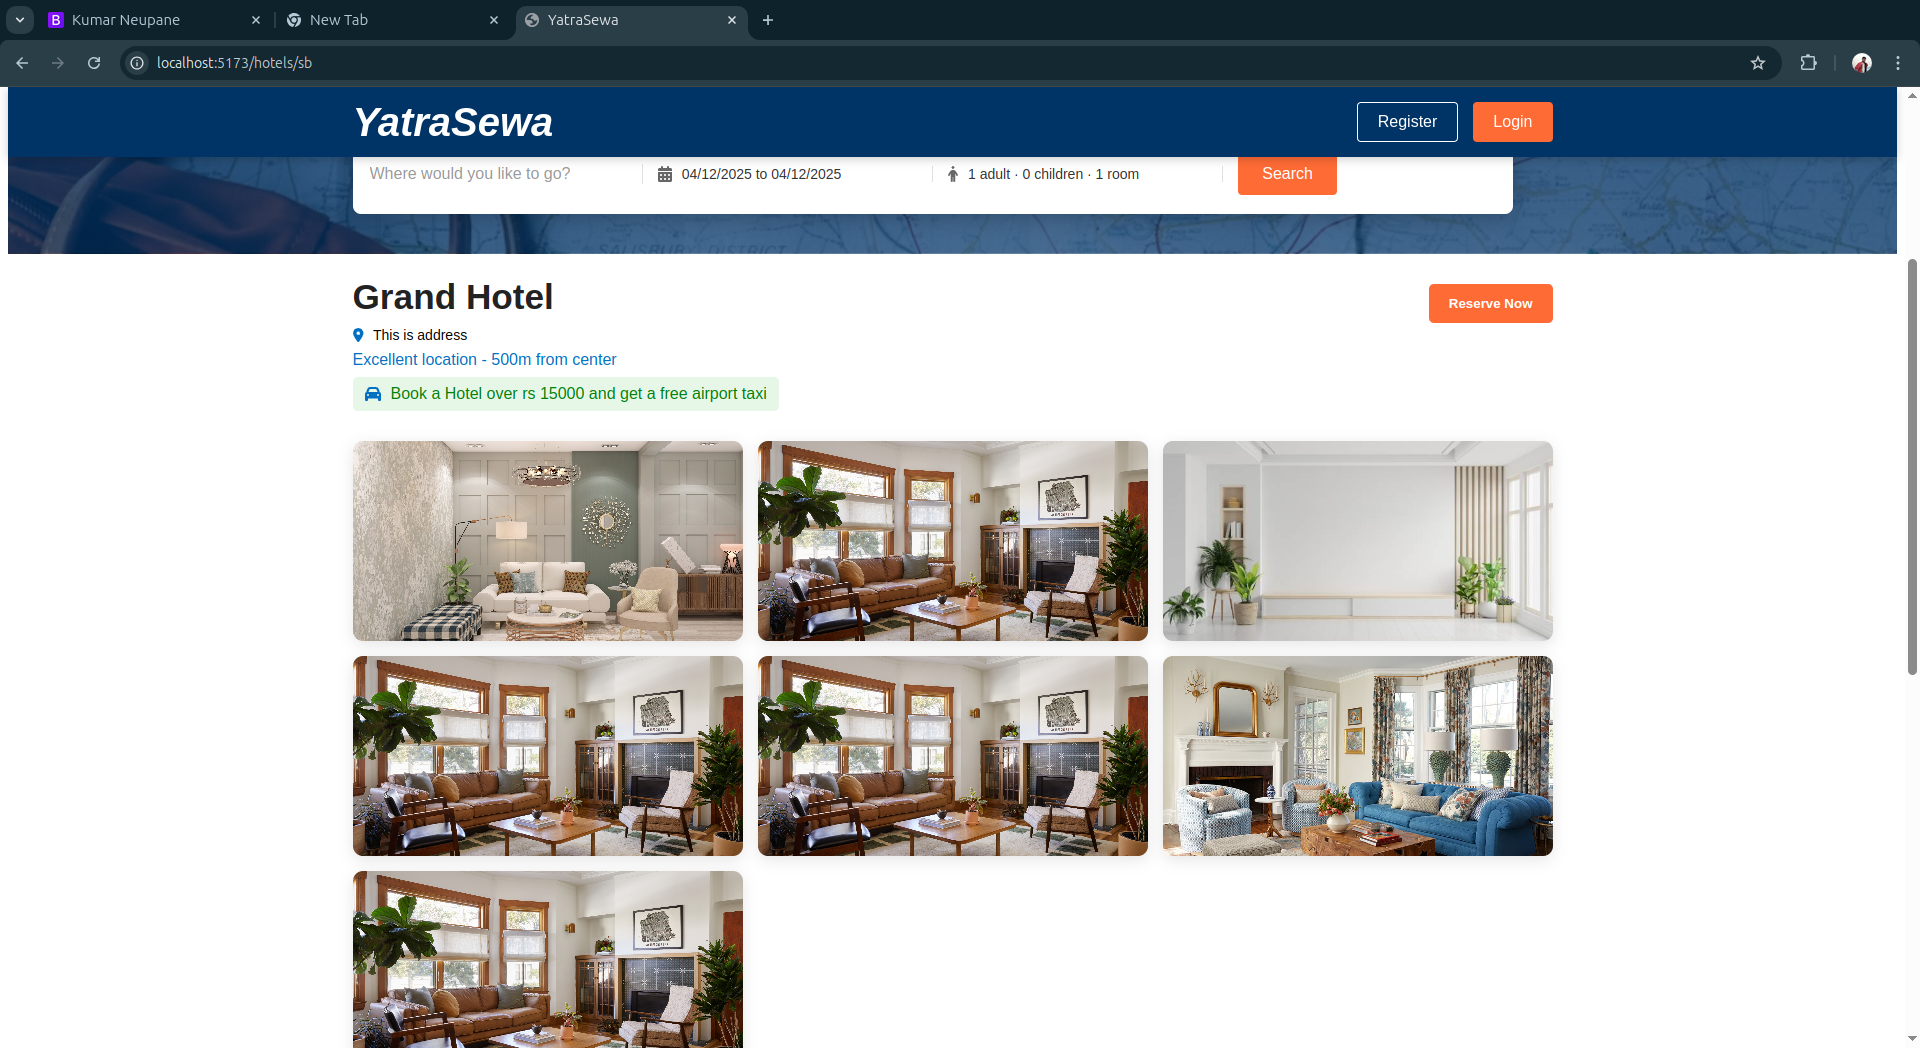 Kumar Neupane
New Tab
YatraSewa
localhost:5173/hotels/sb
YatraSewa
Register
Login
Where would you like to go?
04/12/2025 to 04/12/2025
1 adult · 0 children · 1 room
Search
SALISBURY DISTRICT
Grand Hotel
Reserve Now
This is address
Excellent location - 500m from center
Book a Hotel over rs 15000 and get a free airport taxi